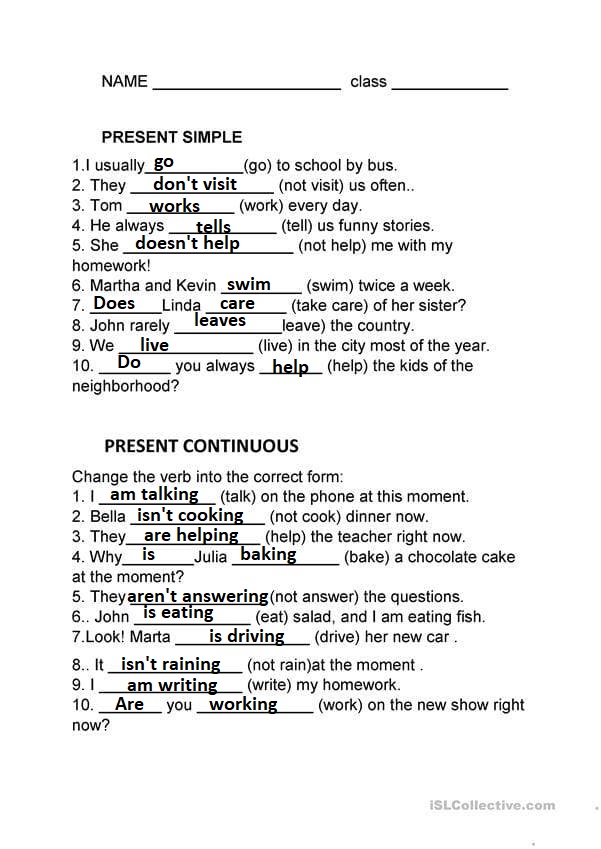 NAME _____________________ class _____________
PRESENT SIMPLE
1.I usually go (go) to school by bus.
2. They don't visit (not visit) us often..
3. Tom works (work) every day.
4. He always tells (tell) us funny stories.
5. She doesn't help (not help) me with my
homework!
6. Martha and Kevin swim (swim) twice a week.
7. Does Linda care (take care) of her sister?
8. John rarely leaves leave) the country.
9. We live (live) in the city most of the year.
10. Do you always help (help) the kids of the
neighborhood?
PRESENT CONTINUOUS
Change the verb into the correct form:
1. I am talking (talk) on the phone at this moment.
2. Bella isn't cooking (not cook) dinner now.
3. They are helping (help) the teacher right now.
4. Why is Julia baking (bake) a chocolate cake
at the moment?
5. They aren't answering (not answer) the questions.
6.. John is eating (eat) salad, and I am eating fish.
7.Look! Marta is driving (drive) her new car .
8.. It isn't raining (not rain)at the moment .
9. I am writing (write) my homework.
10. Are you working (work) on the new show right
now?
iSLCollective.com